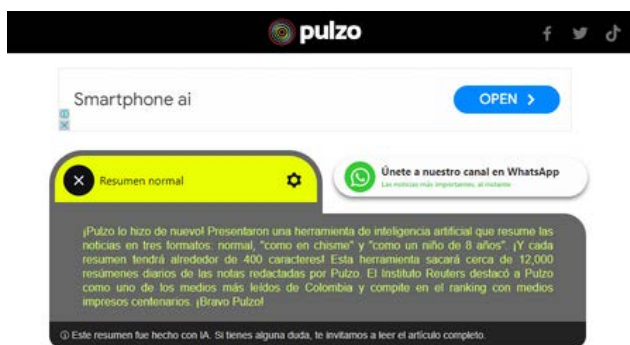 pulzo
Smartphone ai
OPEN >
Resumen normal
Únete a nuestro canal en WhatsApp
Las noticias más importantes, al instante
¡Pulzo lo hizo de nuevo! Presentaron una herramienta de inteligencia artificial que resume las
noticias en tres formatos: normal, "como en chisme" y "como un niño de 8 años". ¡Y cada
resumen tendrá alrededor de 400 caracteres! Esta herramienta sacará cerca de 12,000
resúmenes diarios de las notas redactadas por Pulzo. El Instituto Reuters destacó a Pulzo
como uno de los medios más leídos de Colombia y compite en el ranking con medios
impresos centenarios. ¡Bravo Pulzo!
Este resumen fue hecho con IA. Si tienes alguna duda, te invitamos a leer el artículo completo.